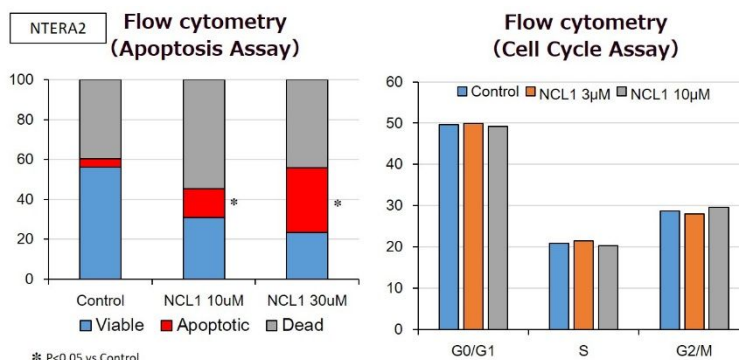 NTERA2
Flow cytometry
(Apoptosis Assay)
100
80
60
40
20
0
*
*
Control
NCL1 10uM
NCL1 30uM
Viable
Apoptotic
Dead
* P<0.05 vs Control
Flow cytometry
(Cell Cycle Assay)
60
50
40
30
20
10
0
Control
NCL1 3μM
NCL1 10μM
G0/G1
S
G2/M